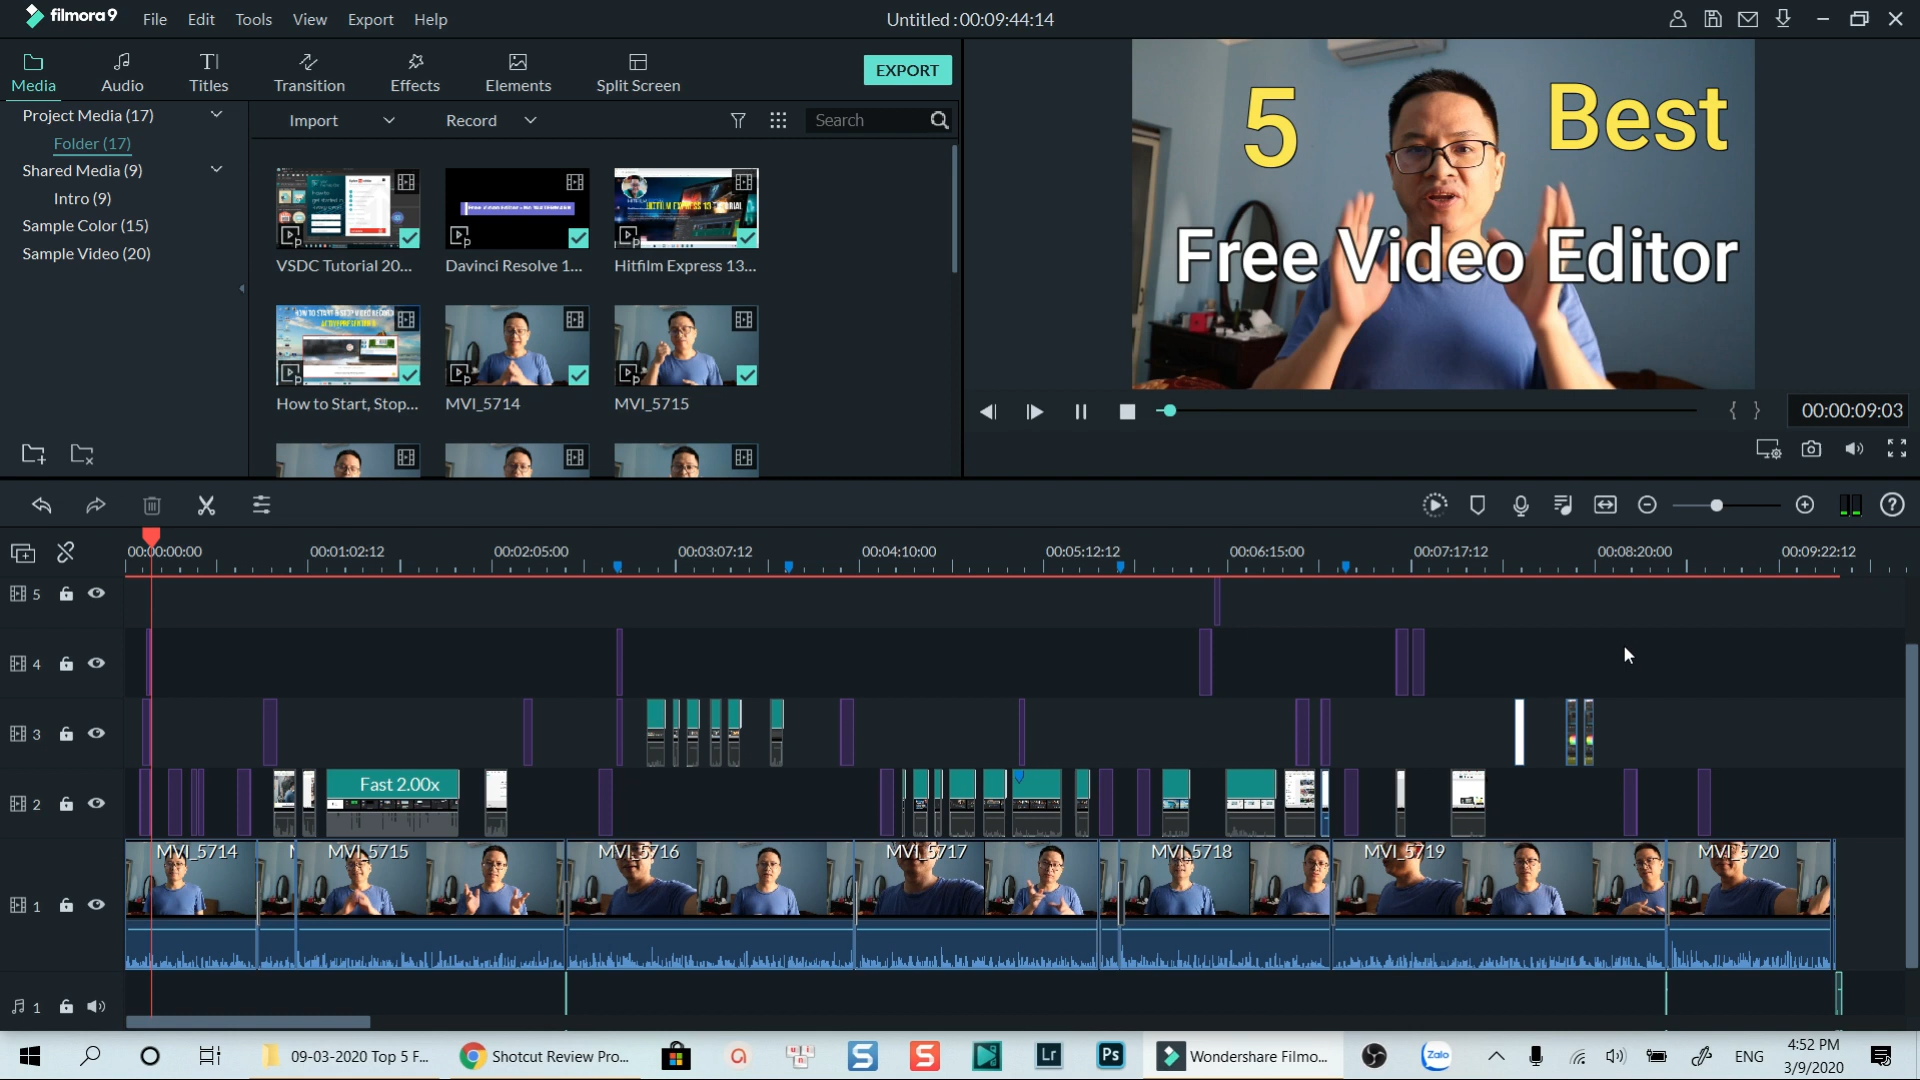 filmora9
File Edit Tools View Export Help
Untitled : 00:09:44:14
Media Audio Titles Transition Effects Elements Split Screen
EXPORT
Project Media (17)
Folder (17)
Shared Media (9)
Intro (9)
Sample Color (15)
Sample Video (20)
Import Record Search
VSDC Tutorial 20... Davinci Resolve 1... Hitfilm Express 13...
How to Start, Stop... MVI_5714 MVI_5715
5 Best
Free Video Editor
00:00:09:03
00:00:00:00 00:01:02:12 00:02:05:00 00:03:07:12 00:04:10:00 00:05:12:12 00:06:15:00 00:07:17:12 00:08:20:00 00:09:22:12
5
4
3
2
Fast 2.00x
MVI_5714 MVI_5715 MVI_5716 MVI_5717 MVI_5718 MVI_5719 MVI_5720
1
1
09-03-2020 Top 5 F... Shotcut Review Pro... S S Lr Ps Wondershare Filmo... Zalo ENG
4:52 PM
3/9/2020